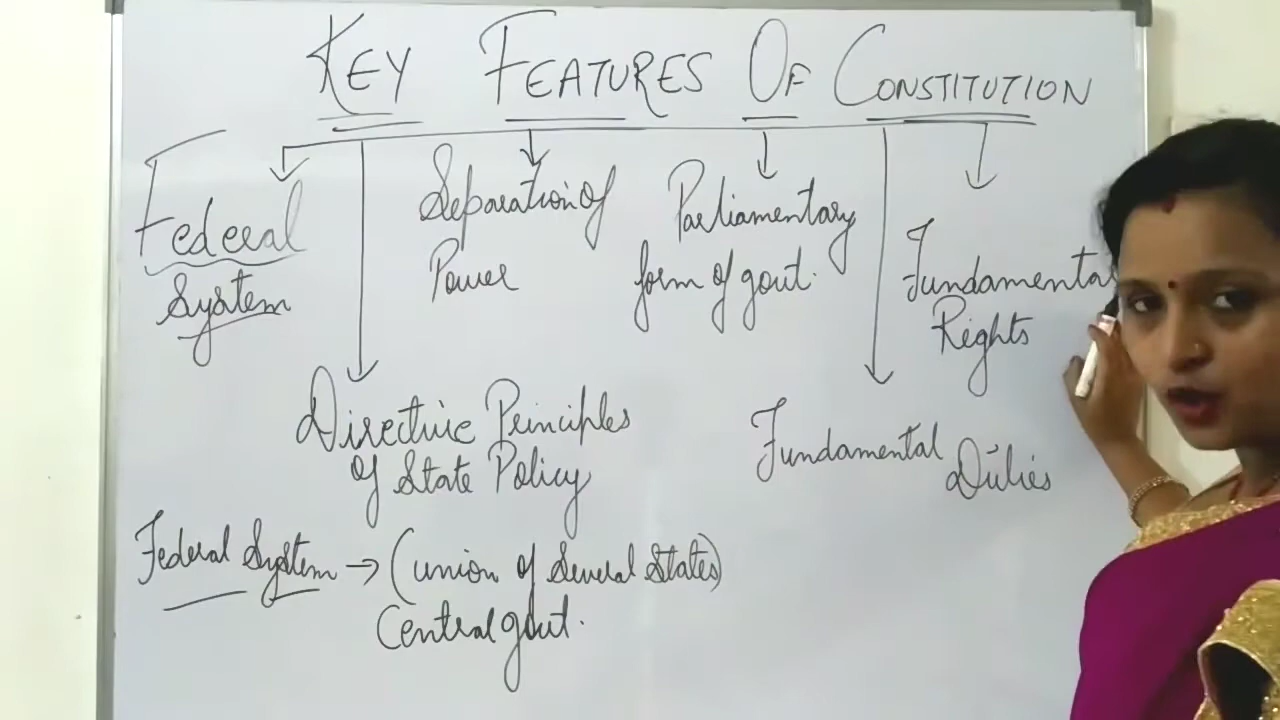 KEY FEATURES OF CONSTITUTION
Federal
System
Separation of
Power
Parliamentary
form of govt.
Fundamental
Rights
Directive Principles
of State Policy
Fundamental Duties
Federal System → (union of Several States)
Central govt.